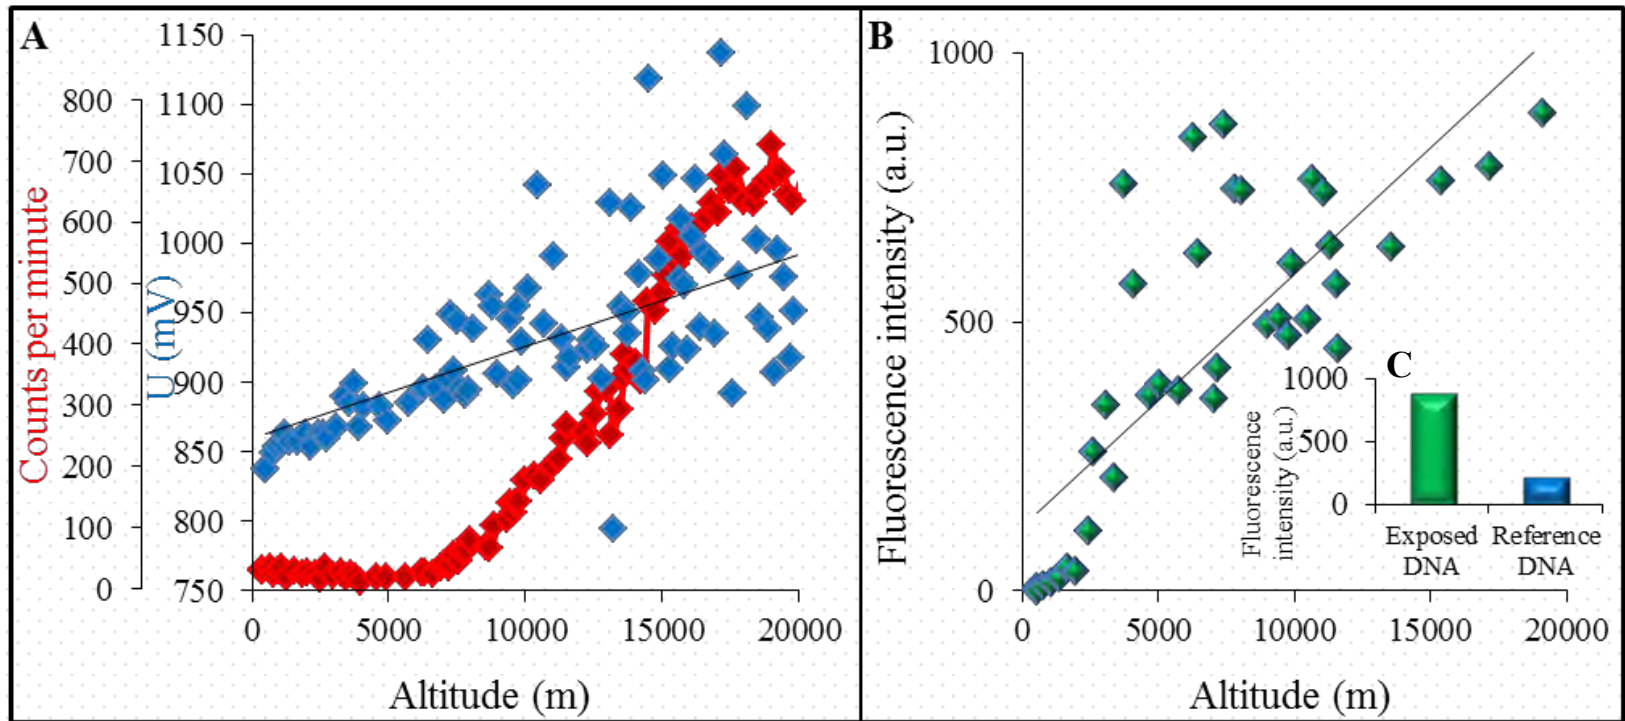 A
Counts per minute
800
700
600
500
400
300
200
100
0
U (mV)
1150
1100
1050
1000
950
900
850
800
750
0 5000 10000 15000 20000
Altitude (m)
B
Fluorescence intensity (a.u.)
1000
500
0
0 5000 10000 15000 20000
Altitude (m)
C
Fluorescence
intensity (a.u.)
1000
500
0
Exposed Reference
DNA DNA